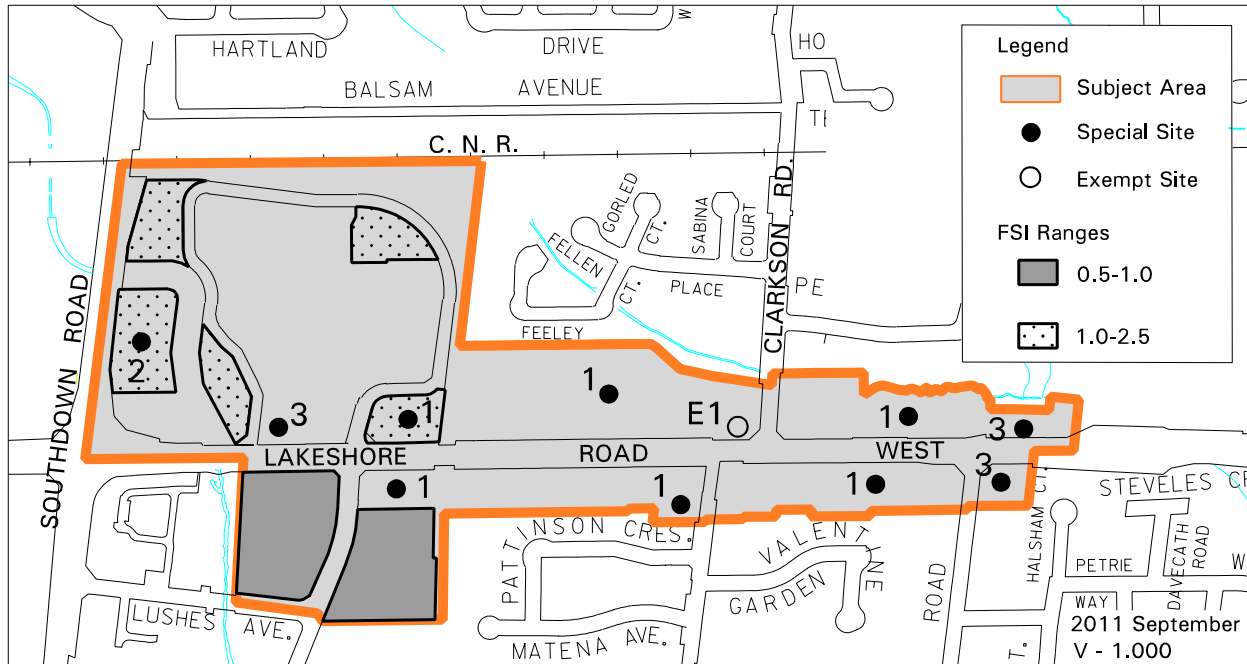 HARTLAND DRIVE
BALSAM AVENUE
C. N. R.
W
HO
TE
SOUTHDOWN ROAD
CLARKSON RD.
GORLED CT.
SABINA COURT
FELLEN
PLACE
CT.
PE
FEELEY
2
3
1
1
E1
1
3
LAKESHORE ROAD WEST
1
1
1
3
HALSHAM CT.
STEVELES CR
PATTINSON CRES.
VALENTINE
GARDEN
ROAD
PETRIE
WAY
W
DAVECATH ROAD
LUSHES AVE.
MATENA AVE.
T.
Legend
Subject Area
Special Site
Exempt Site
FSI Ranges
0.5-1.0
1.0-2.5
2011 September
V - 1.000